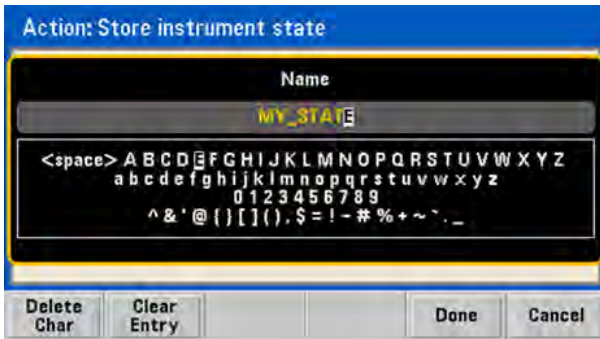 Action: Store instrument state
Name
MY_STATE
<space> A B C D E F G H I J K L M N O P Q R S T U V W X Y Z
a b c d e f g h i j k l m n o p q r s t u v w x y z
0 1 2 3 4 5 6 7 8 9
^ & ' @ { } [ ] ( ) , $ = ! - # % + ~ ` . _
Delete Char
Clear Entry
Done
Cancel